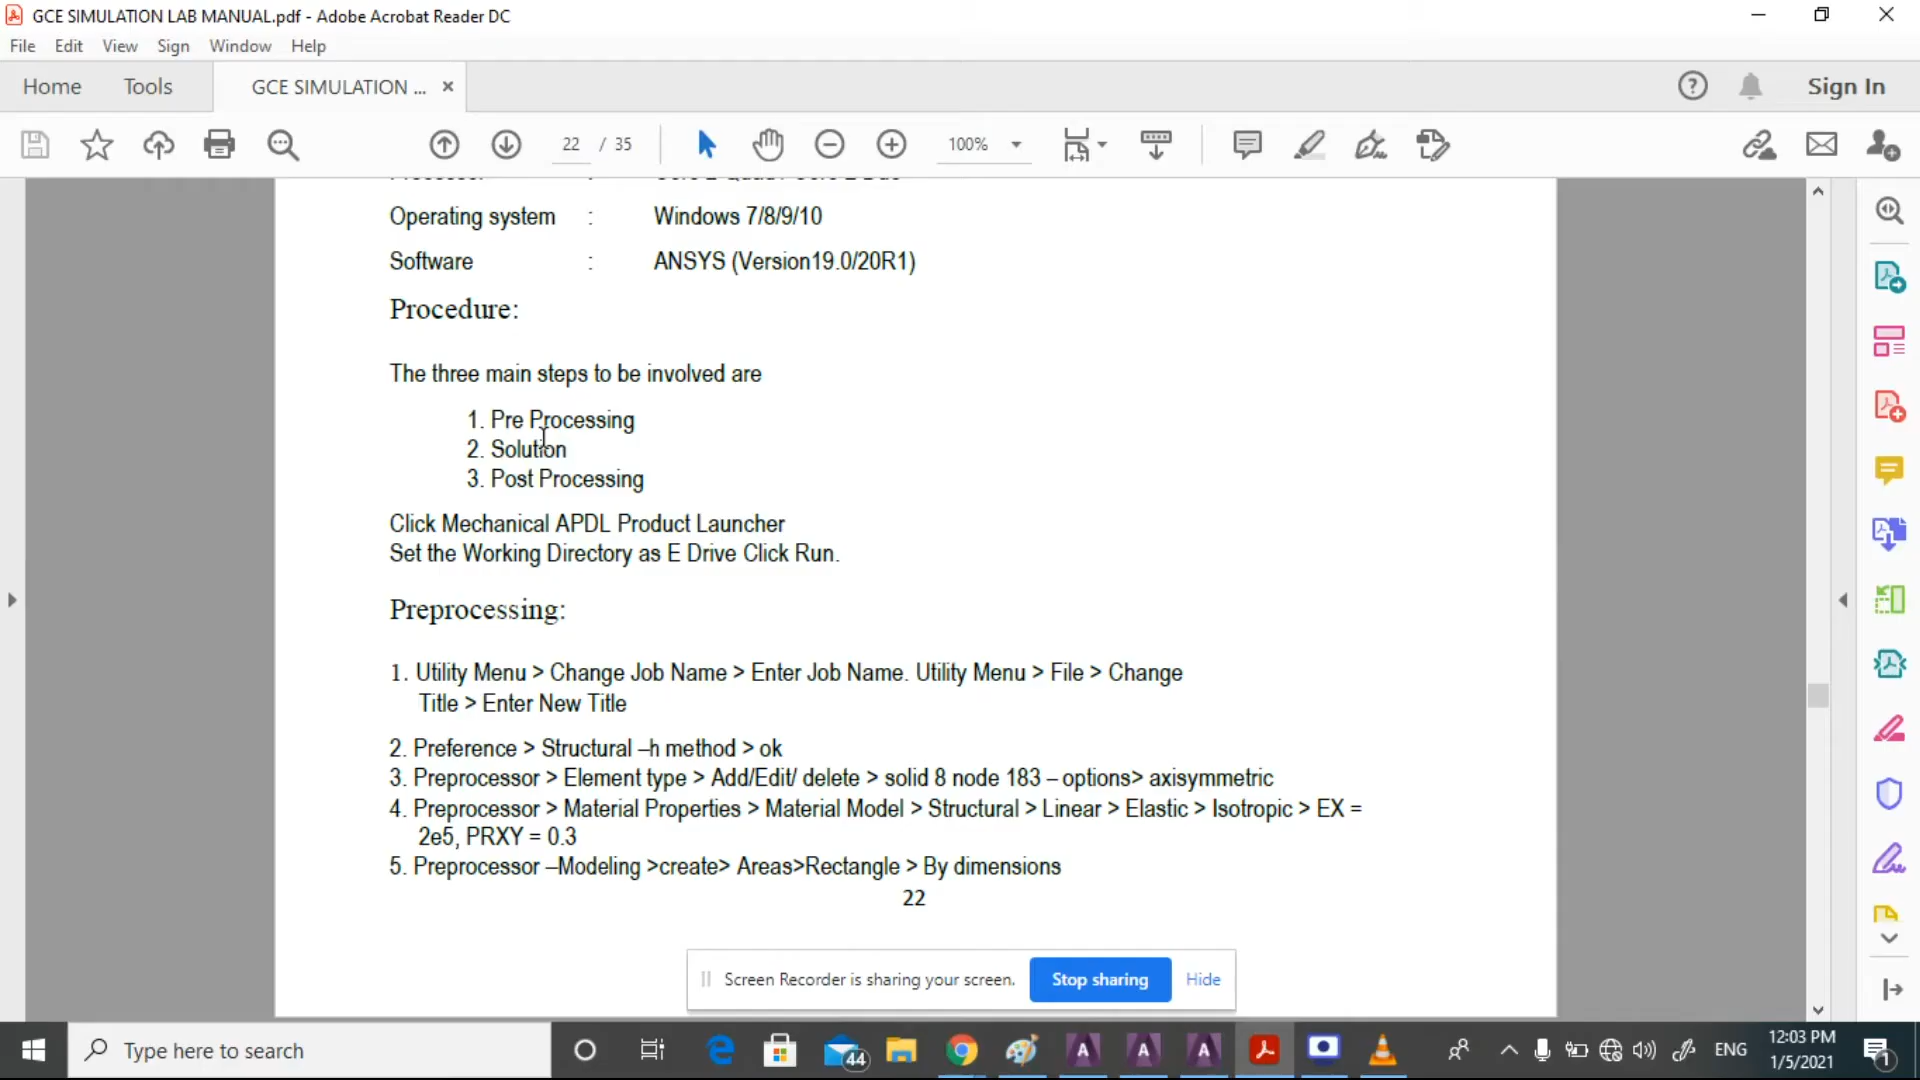 GCE SIMULATION LAB MANUAL.pdf - Adobe Acrobat Reader DC
File Edit View Sign Window Help
Home Tools GCE SIMULATION ... × Sign In
22 / 35 100%
Operating system : Windows 7/8/9/10
Software : ANSYS (Version19.0/20R1)
Procedure:
The three main steps to be involved are
1. Pre Processing
2. Solution
3. Post Processing
Click Mechanical APDL Product Launcher
Set the Working Directory as E Drive Click Run.
Preprocessing:
1. Utility Menu > Change Job Name > Enter Job Name. Utility Menu > File > Change
Title > Enter New Title
2. Preference > Structural –h method > ok
3. Preprocessor > Element type > Add/Edit/ delete > solid 8 node 183 – options> axisymmetric
4. Preprocessor > Material Properties > Material Model > Structural > Linear > Elastic > Isotropic > EX =
2e5, PRXY = 0.3
5. Preprocessor –Modeling >create> Areas>Rectangle > By dimensions
22
Screen Recorder is sharing your screen. Stop sharing Hide
Type here to search 44 ENG 12:03 PM
1/5/2021 1